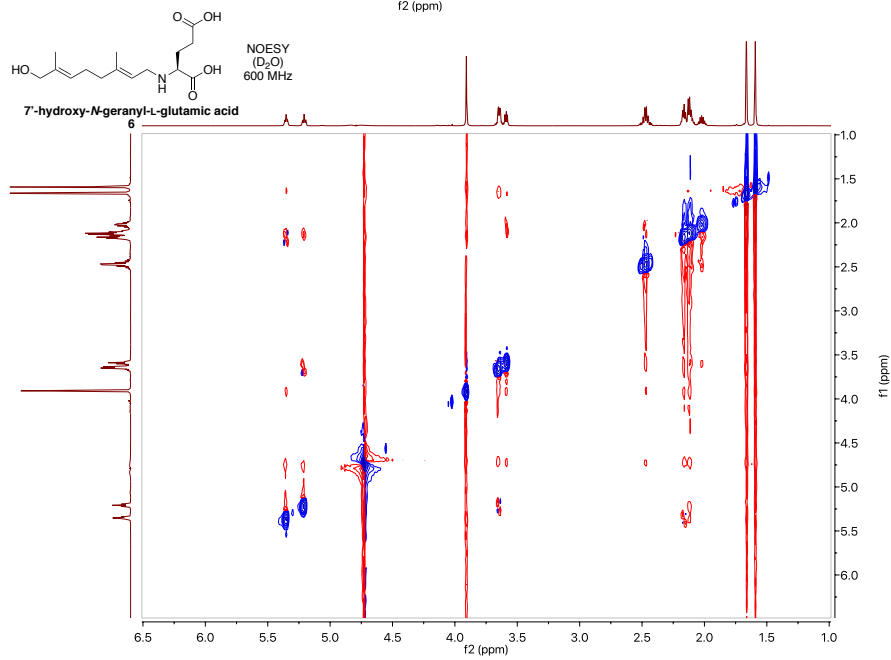 f2 (ppm)
O
OH
HO
N
H
OH
O
NOESY
(D₂O)
600 MHz
7'-hydroxy-N-geranyl-L-glutamic acid
6
1.0
1.5
2.0
2.5
3.0
3.5
4.0
4.5
5.0
5.5
6.0
f1 (ppm)
6.5 6.0 5.5 5.0 4.5 4.0 3.5 3.0 2.5 2.0 1.5 1.0
f2 (ppm)